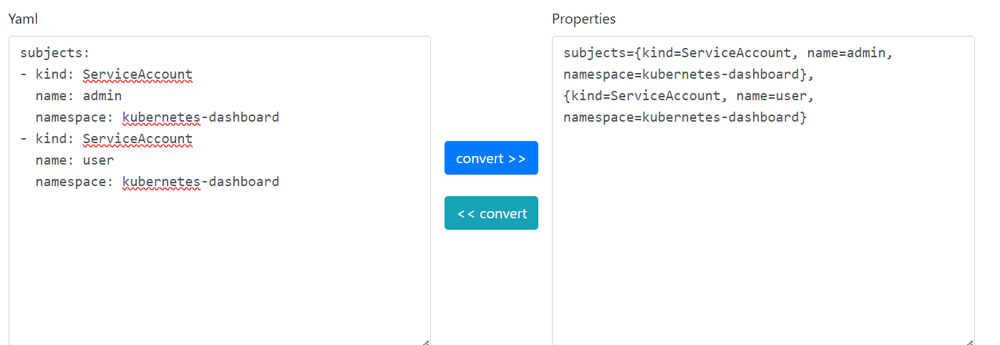 Yaml
subjects:
- kind: ServiceAccount
  name: admin
  namespace: kubernetes-dashboard
- kind: ServiceAccount
  name: user
  namespace: kubernetes-dashboard
convert >>
<< convert
Properties
subjects={kind=ServiceAccount, name=admin,
namespace=kubernetes-dashboard},
{kind=ServiceAccount, name=user,
namespace=kubernetes-dashboard}